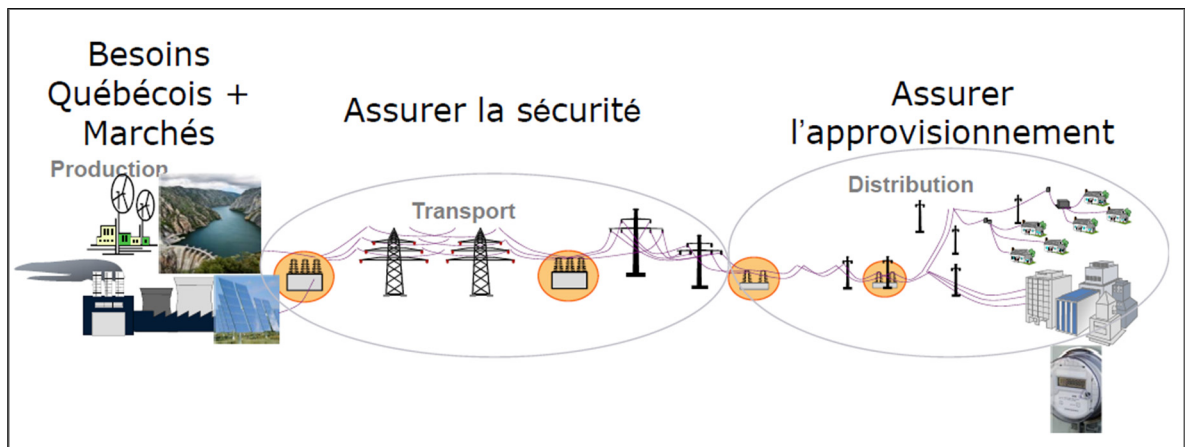 Besoins
Québécois +
Marchés
Production
Assurer la sécurité
Transport
Assurer
l'approvisionnement
Distribution